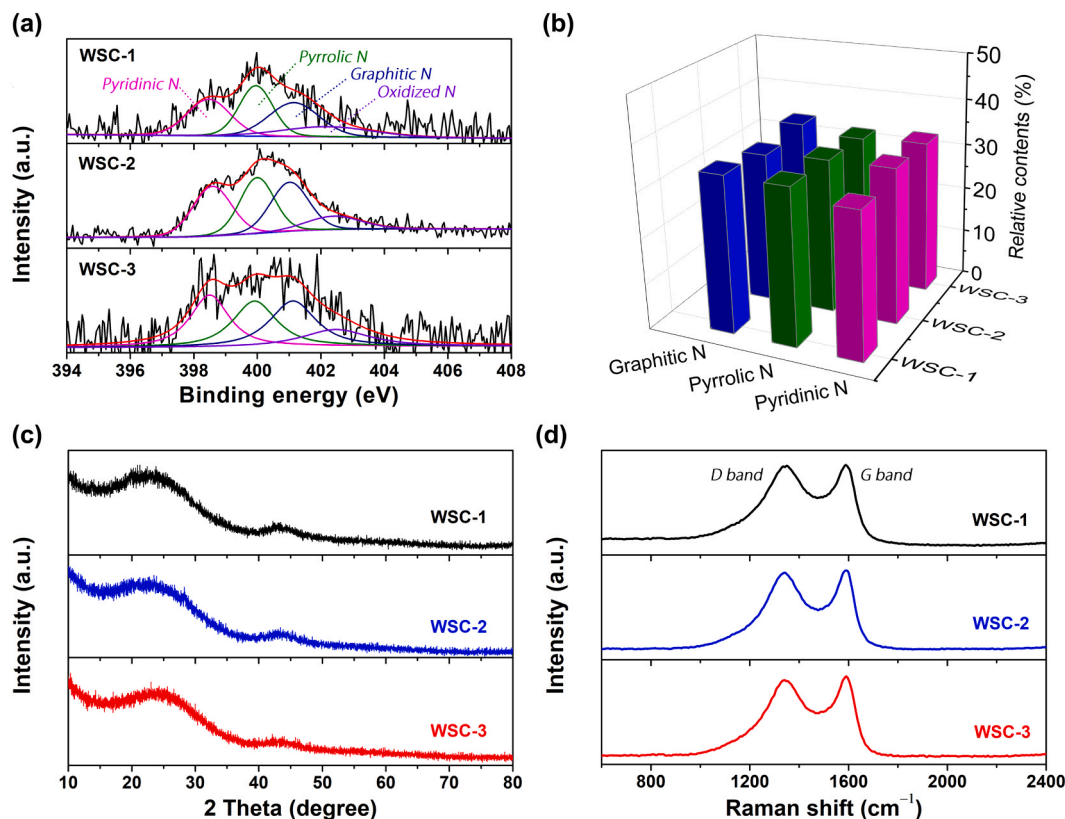 (a)
WSC-1
Pyridinic N
Pyrrolic N
Graphitic N
Oxidized N
WSC-2
WSC-3
Intensity (a.u.)
394 396 398 400 402 404 406 408
Binding energy (eV)
(b)
50
40
30
20
10
0
Relative contents (%)
WSC-3
WSC-2
WSC-1
Graphitic N
Pyrrolic N
Pyridinic N
(c)
WSC-1
WSC-2
WSC-3
Intensity (a.u.)
10 20 30 40 50 60 70 80
2 Theta (degree)
(d)
D band G band
WSC-1
WSC-2
WSC-3
Intensity (a.u.)
800 1200 1600 2000 2400
Raman shift (cm⁻¹)